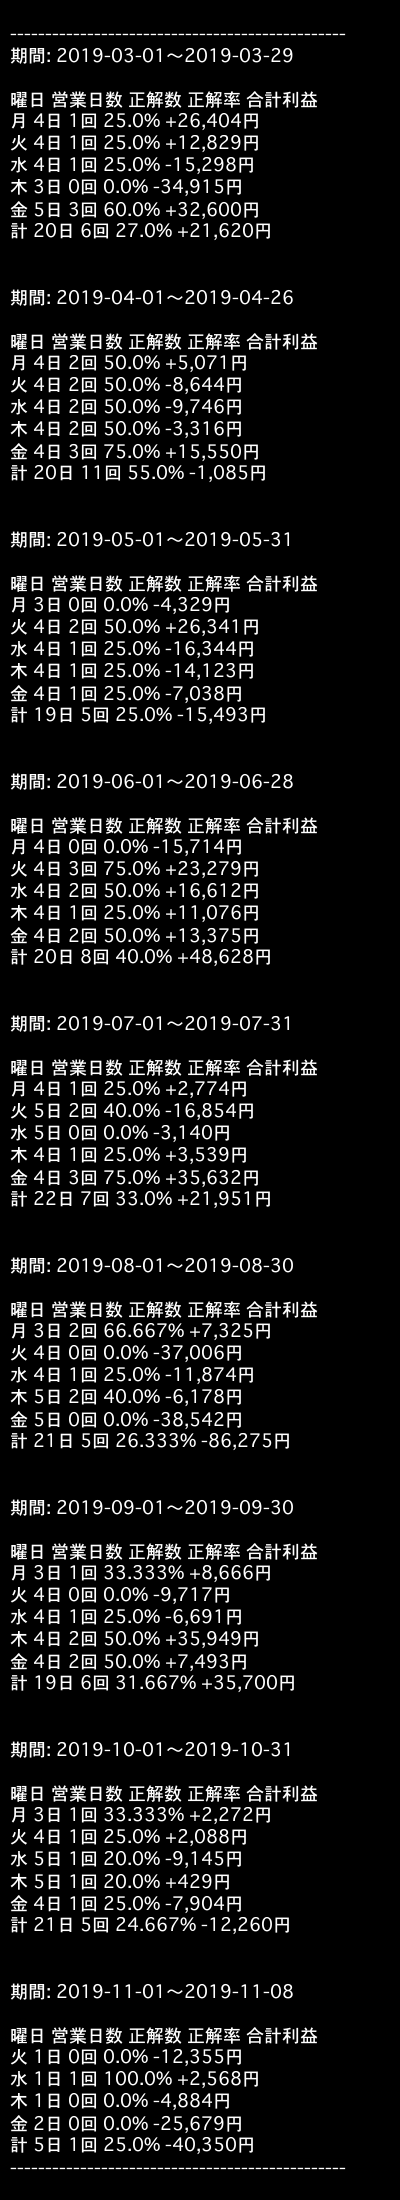 ------------------------------------------------
期間: 2019-03-01〜2019-03-29
曜日 営業日数 正解数 正解率 合計利益
月 4日 1回 25.0% +26,404円
火 4日 1回 25.0% +12,829円
水 4日 1回 25.0% -15,298円
木 3日 0回 0.0% -34,915円
金 5日 3回 60.0% +32,600円
計 20日 6回 27.0% +21,620円
期間: 2019-04-01〜2019-04-26
曜日 営業日数 正解数 正解率 合計利益
月 4日 2回 50.0% +5,071円
火 4日 2回 50.0% -8,644円
水 4日 2回 50.0% -9,746円
木 4日 2回 50.0% -3,316円
金 4日 3回 75.0% +15,550円
計 20日 11回 55.0% -1,085円
期間: 2019-05-01〜2019-05-31
曜日 営業日数 正解数 正解率 合計利益
月 3日 0回 0.0% -4,329円
火 4日 2回 50.0% +26,341円
水 4日 1回 25.0% -16,344円
木 4日 1回 25.0% -14,123円
金 4日 1回 25.0% -7,038円
計 19日 5回 25.0% -15,493円
期間: 2019-06-01〜2019-06-28
曜日 営業日数 正解数 正解率 合計利益
月 4日 0回 0.0% -15,714円
火 4日 3回 75.0% +23,279円
水 4日 2回 50.0% +16,612円
木 4日 1回 25.0% +11,076円
金 4日 2回 50.0% +13,375円
計 20日 8回 40.0% +48,628円
期間: 2019-07-01〜2019-07-31
曜日 営業日数 正解数 正解率 合計利益
月 4日 1回 25.0% +2,774円
火 5日 2回 40.0% -16,854円
水 5日 0回 0.0% -3,140円
木 4日 1回 25.0% +3,539円
金 4日 3回 75.0% +35,632円
計 22日 7回 33.0% +21,951円
期間: 2019-08-01〜2019-08-30
曜日 営業日数 正解数 正解率 合計利益
月 3日 2回 66.667% +7,325円
火 4日 0回 0.0% -37,006円
水 4日 1回 25.0% -11,874円
木 5日 2回 40.0% -6,178円
金 5日 0回 0.0% -38,542円
計 21日 5回 26.333% -86,275円
期間: 2019-09-01〜2019-09-30
曜日 営業日数 正解数 正解率 合計利益
月 3日 1回 33.333% +8,666円
火 4日 0回 0.0% -9,717円
水 4日 1回 25.0% -6,691円
木 4日 2回 50.0% +35,949円
金 4日 2回 50.0% +7,493円
計 19日 6回 31.667% +35,700円
期間: 2019-10-01〜2019-10-31
曜日 営業日数 正解数 正解率 合計利益
月 3日 1回 33.333% +2,272円
火 4日 1回 25.0% +2,088円
水 5日 1回 20.0% -9,145円
木 5日 1回 20.0% +429円
金 4日 1回 25.0% -7,904円
計 21日 5回 24.667% -12,260円
期間: 2019-11-01〜2019-11-08
曜日 営業日数 正解数 正解率 合計利益
火 1日 0回 0.0% -12,355円
水 1日 1回 100.0% +2,568円
木 1日 0回 0.0% -4,884円
金 2日 0回 0.0% -25,679円
計 5日 1回 25.0% -40,350円
------------------------------------------------